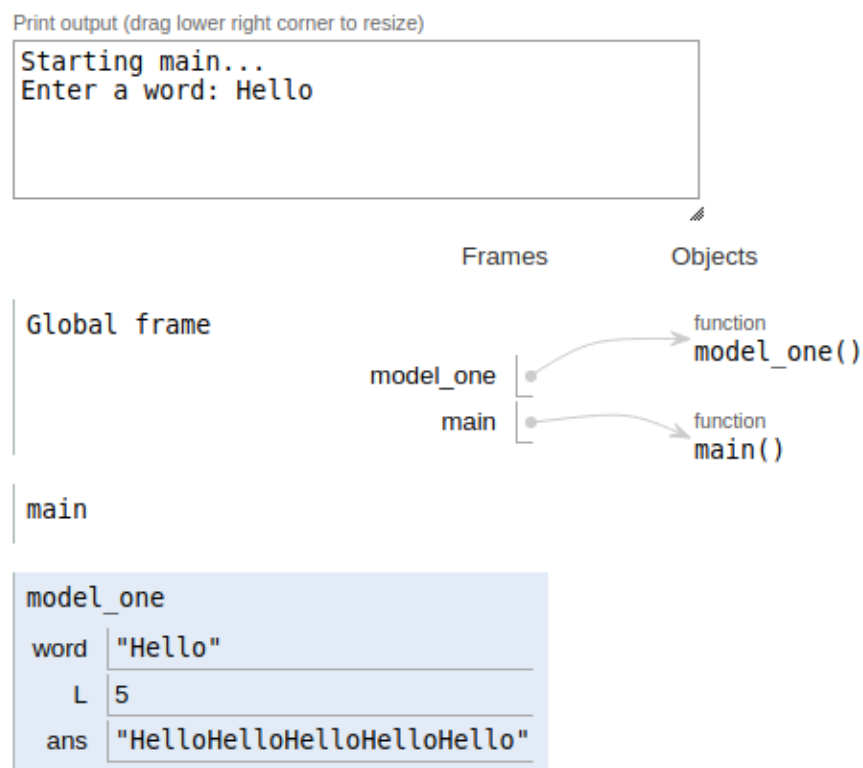 Print output (drag lower right corner to resize)
Starting main...
Enter a word: Hello
Frames Objects
Global frame
function
model_one()
model_one
main
function
main()
main
model_one
word "Hello"
L 5
ans "HelloHelloHelloHelloHello"